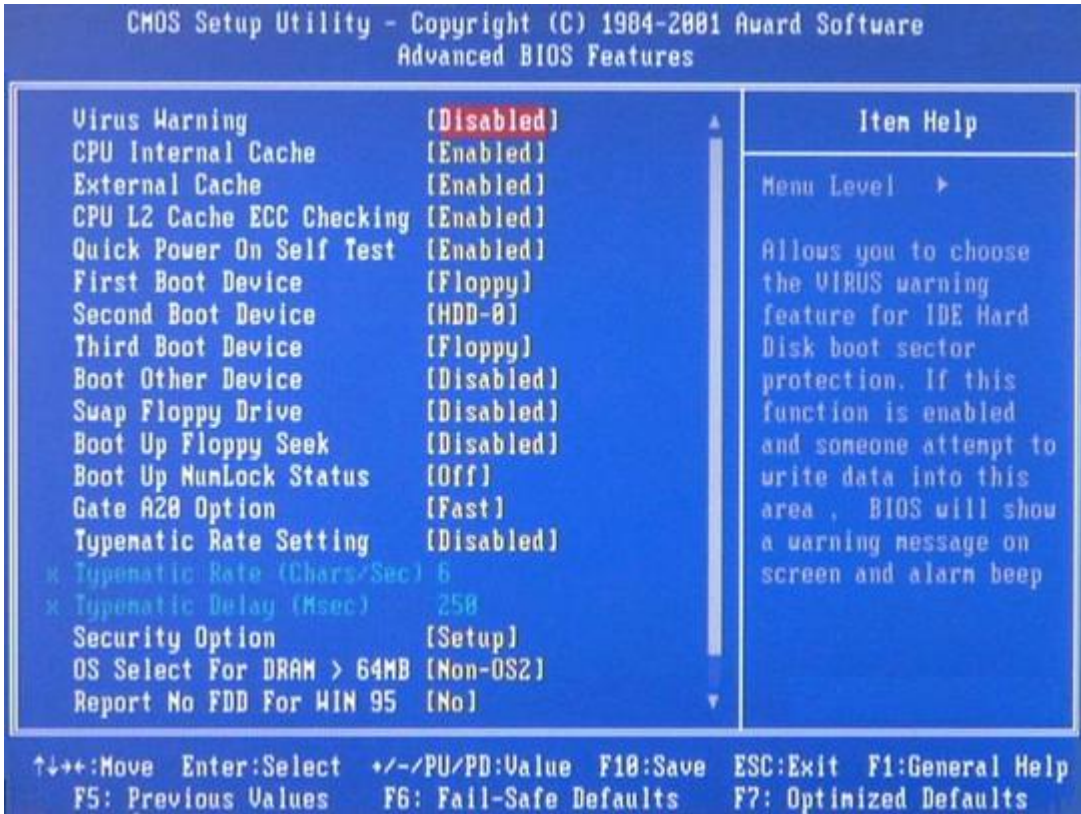 CMOS Setup Utility - Copyright (C) 1984-2001 Award Software
Advanced BIOS Features
Virus Warning [Disabled]
CPU Internal Cache [Enabled]
External Cache [Enabled]
CPU L2 Cache ECC Checking [Enabled]
Quick Power On Self Test [Enabled]
First Boot Device [Floppy]
Second Boot Device [HDD-0]
Third Boot Device [Floppy]
Boot Other Device [Disabled]
Swap Floppy Drive [Disabled]
Boot Up Floppy Seek [Disabled]
Boot Up NumLock Status [Off]
Gate A20 Option [Fast]
Typematic Rate Setting [Disabled]
x Typematic Rate (Chars/Sec) 6
x Typematic Delay (Msec) 250
Security Option [Setup]
OS Select For DRAM > 64MB [Non-OS2]
Report No FDD For WIN 95 [No]
Item Help
Menu Level ▸
Allows you to choose
the VIRUS warning
feature for IDE Hard
Disk boot sector
protection. If this
function is enabled
and someone attempt to
write data into this
area , BIOS will show
a warning message on
screen and alarm beep
↑↓→←:Move Enter:Select +/-/PU/PD:Value F10:Save ESC:Exit F1:General Help
F5: Previous Values F6: Fail-Safe Defaults F7: Optimized Defaults